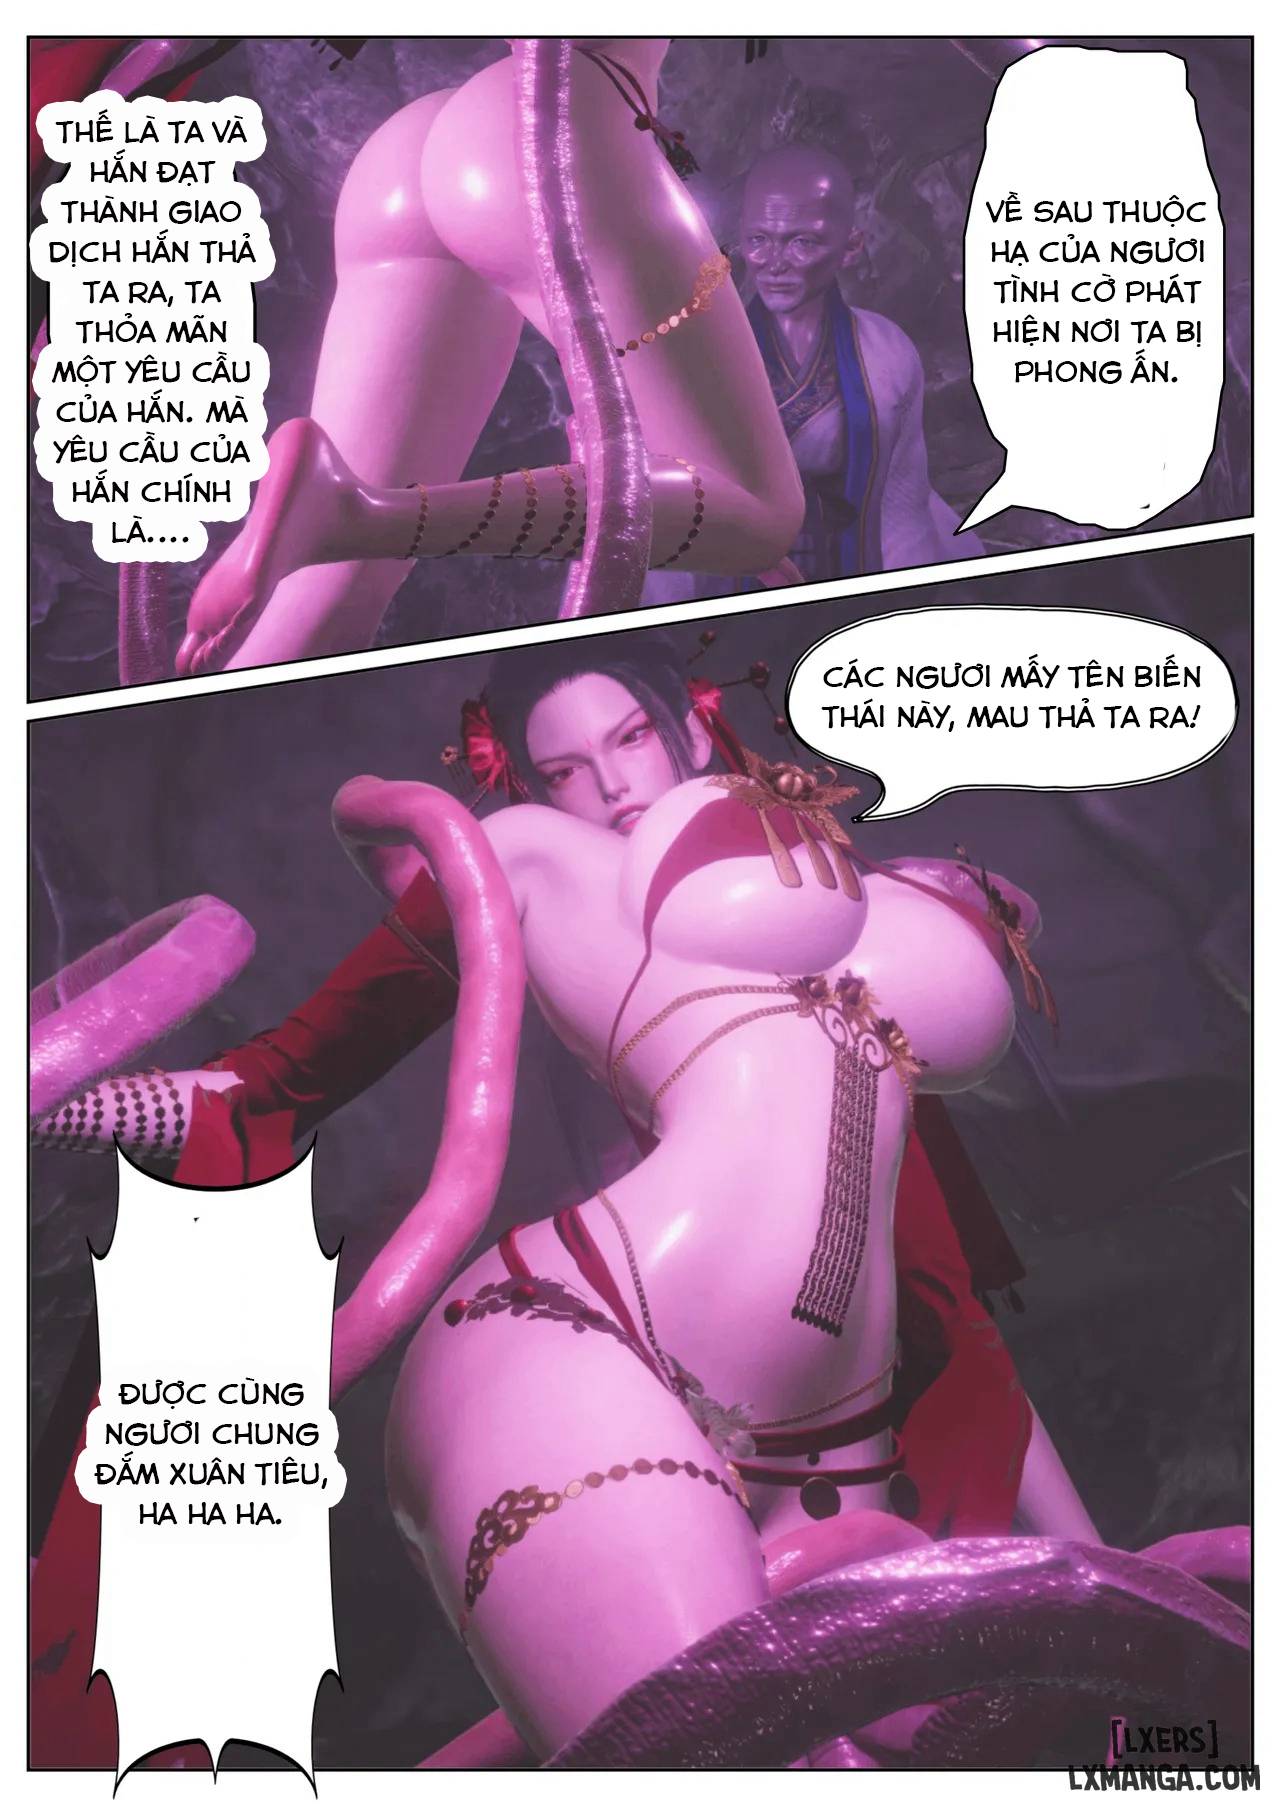 VỀ SAU THUỘC
HẠ CỦA NGƯƠI
TÌNH CỜ PHÁT
HIỆN NƠI TA BỊ
PHONG ẤN.
THẾ LÀ TA VÀ
HẮN ĐẠT
THÀNH GIAO
DỊCH HẮN THẢ
TA RA, TA
THỎA MÃN
MỘT YÊU CẦU
CỦA HẮN. MÀ
YÊU CẦU CỦA
HẮN CHÍNH
LÀ....
CÁC NGƯƠI MẤY TÊN BIẾN
THÁI NÀY, MAU THẢ TA RA!
ĐƯỢC CÙNG
NGƯƠI CHUNG
ĐẮM XUÂN TIÊU,
HA HA HA.
[LXERS]
LXMANGA.COM